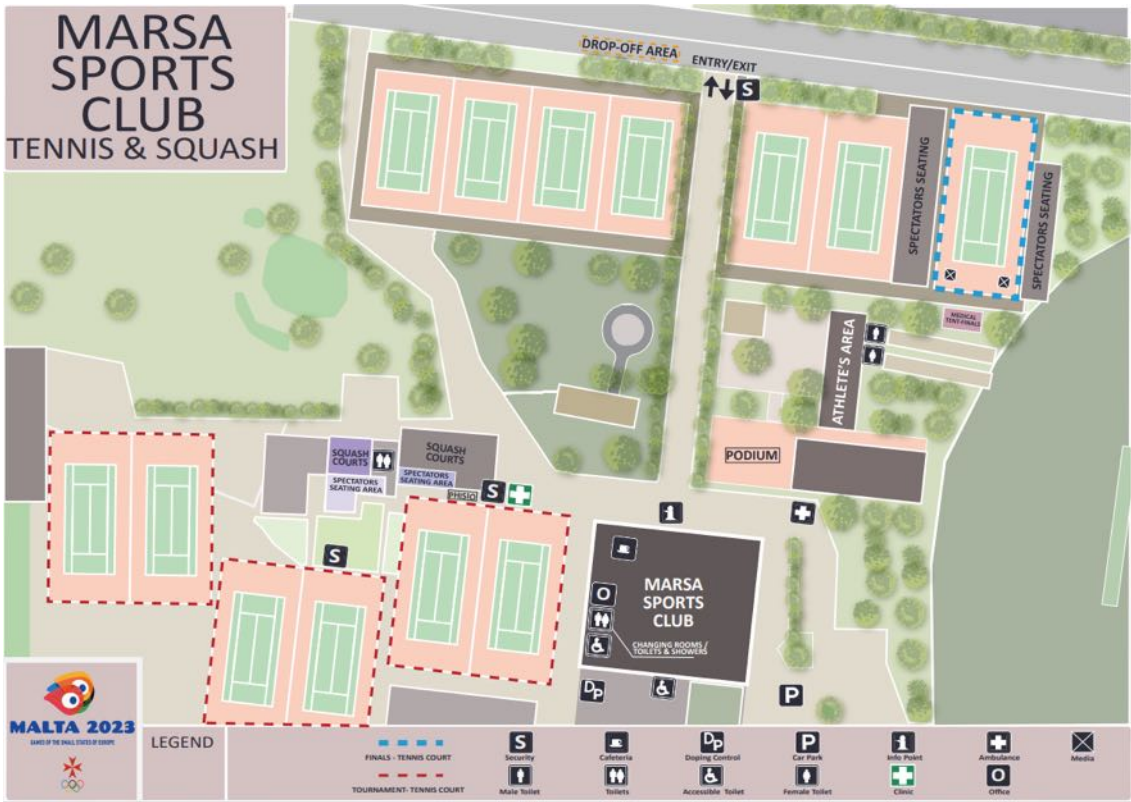 MARSA
SPORTS
CLUB
TENNIS & SQUASH
DROP-OFF AREA
ENTRY/EXIT
S
SPECTATORS SEATING
SPECTATORS SEATING
MEDICAL
TENT-FINALS
ATHLETE'S AREA
PODIUM
SQUASH
COURTS
SQUASH
COURTS
SPECTATORS
SEATING AREA
SPECTATORS
SEATING AREA
PHISIO
S
S
i
MARSA
SPORTS
CLUB
O
CHANGING ROOMS /
TOILETS & SHOWERS
DP
P
MALTA 2023
GAMES OF THE SMALL STATES OF EUROPE
LEGEND
FINALS - TENNIS COURT
TOURNAMENT- TENNIS COURT
S
Security
Male Toilet
Cafeteria
Toilets
DP
Doping Control
Accessible Toilet
P
Car Park
Female Toilet
i
Info Point
Clinic
Ambulance
O
Office
Media